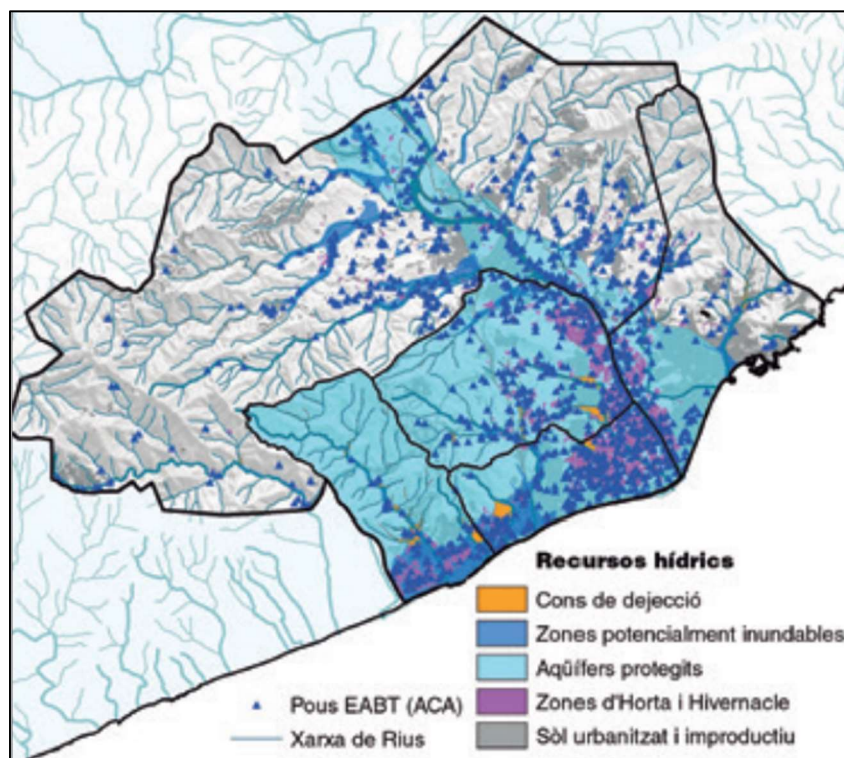 Recursos hídrics
Cons de dejecció
Zones potencialment inundables
Aqüífers protegits
Zones d'Horta i Hivernacle
Sòl urbanitzat i improductiu
Pous EABT (ACA)
Xarxa de Rius